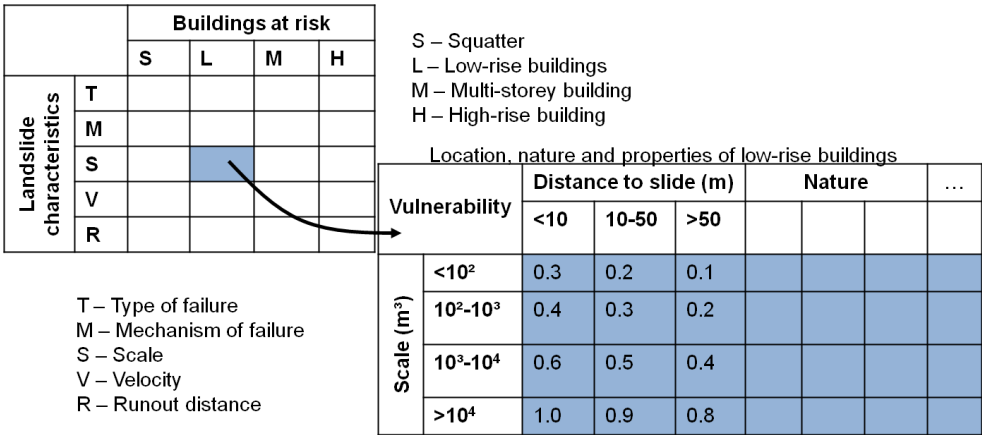 Buildings at risk
S L M H
Landslide characteristics
T
M
S
V
R
S – Squatter
L – Low-rise buildings
M – Multi-storey building
H – High-rise building
Location, nature and properties of low-rise buildings
Vulnerability Distance to slide (m) Nature …
<10 10-50 >50
Scale (m³)
<10² 0.3 0.2 0.1
10²-10³ 0.4 0.3 0.2
10³-10⁴ 0.6 0.5 0.4
>10⁴ 1.0 0.9 0.8
T – Type of failure
M – Mechanism of failure
S – Scale
V – Velocity
R – Runout distance